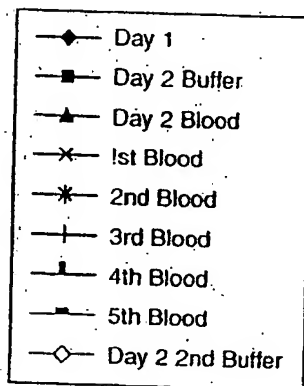 Day 1
Day 2 Buffer
Day 2 Blood
!st Blood
2nd Blood
3rd Blood
4th Blood
5th Blood
Day 2 2nd Buffer